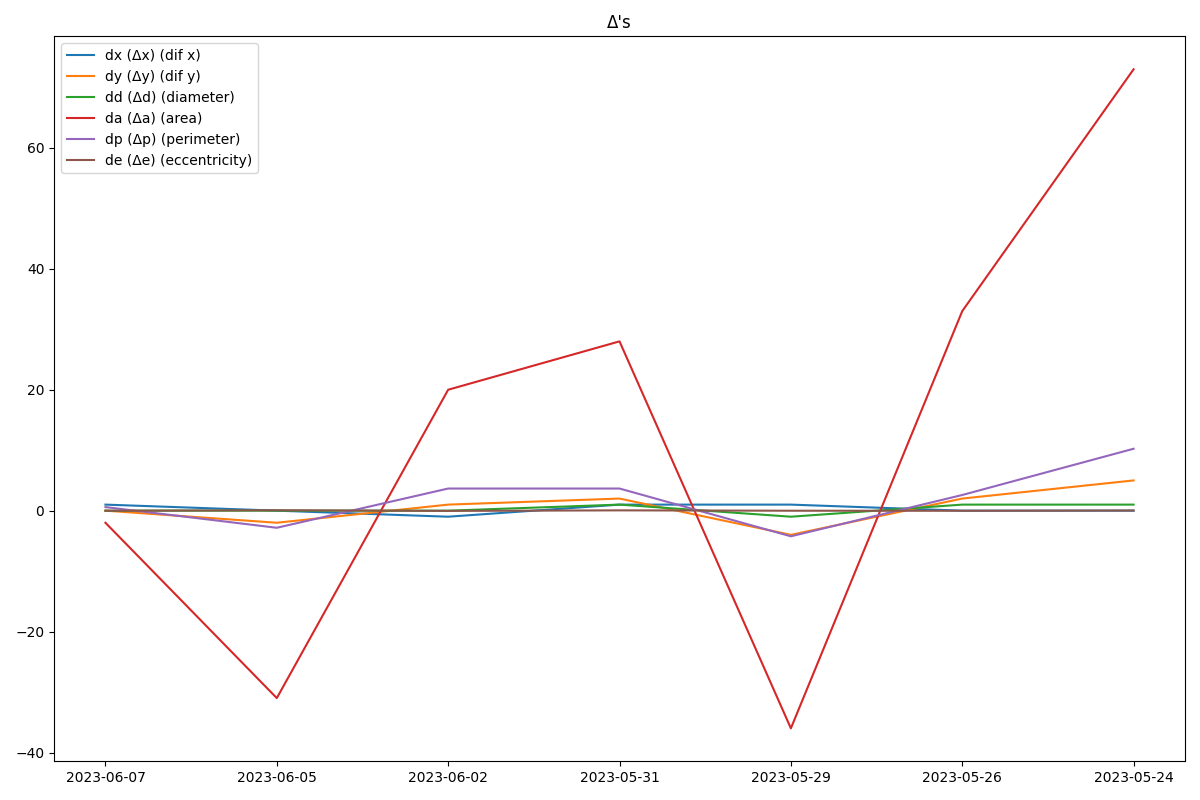 Δ's
dx (Δx) (dif x)
dy (Δy) (dif y)
dd (Δd) (diameter)
da (Δa) (area)
dp (Δp) (perimeter)
de (Δe) (eccentricity)
60
40
20
0
−20
−40
2023-06-07 2023-06-05 2023-06-02 2023-05-31 2023-05-29 2023-05-26 2023-05-24